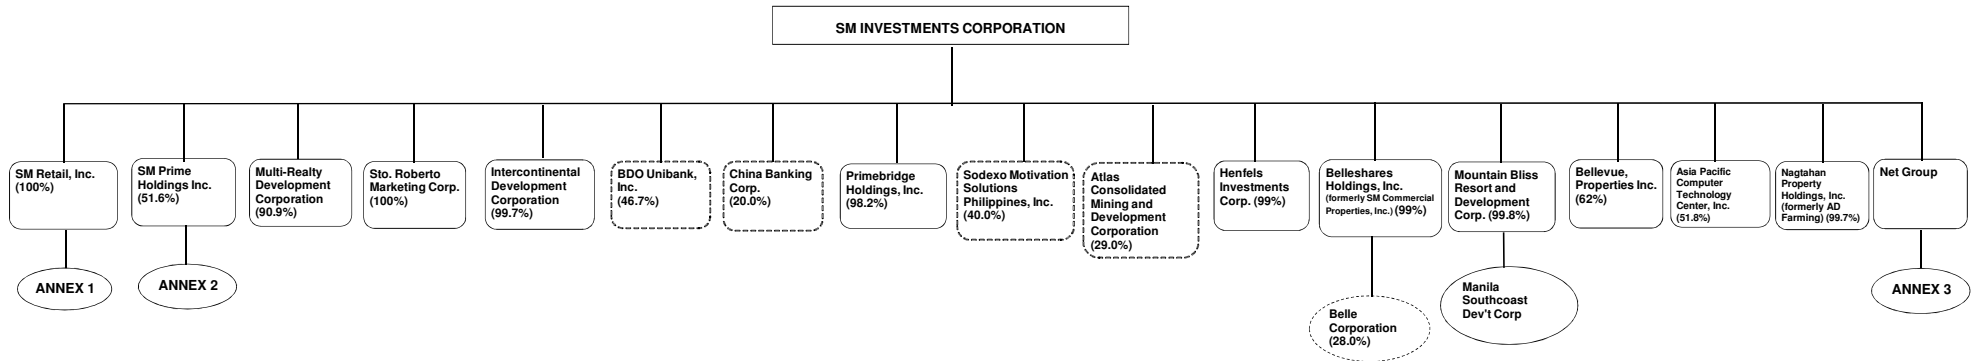 SM INVESTMENTS CORPORATION
SM Retail, Inc.
(100%)
SM Prime
Holdings Inc.
(51.6%)
Multi-Realty
Development
Corporation
(90.9%)
Sto. Roberto
Marketing Corp.
(100%)
Intercontinental
Development
Corporation
(99.7%)
BDO Unibank,
Inc.
(46.7%)
China Banking
Corp.
(20.0%)
Primebridge
Holdings, Inc.
(98.2%)
Sodexo Motivation
Solutions
Philippines, Inc.
(40.0%)
Atlas
Consolidated
Mining and
Development
Corporation
(29.0%)
Henfels
Investments
Corp. (99%)
Belleshares
Holdings, Inc.
(formerly SM Commercial
Properties, Inc.) (99%)
Mountain Bliss
Resort and
Development
Corp. (99.8%)
Bellevue,
Properties Inc.
(62%)
Asia Pacific
Computer
Technology
Center, Inc.
(51.8%)
Nagtahan
Property
Holdings, Inc.
(formerly AD
Farming) (99.7%)
Net Group
ANNEX 1
ANNEX 2
Belle
Corporation
(28.0%)
Manila
Southcoast
Dev't Corp
ANNEX 3